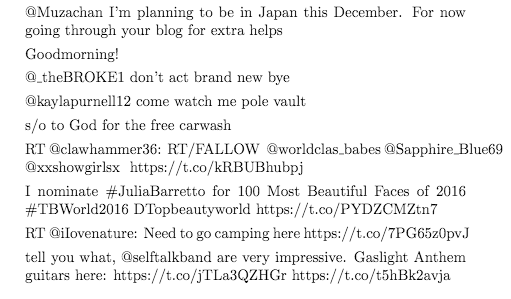 @Muzachan I'm planning to be in Japan this December. For now
going through your blog for extra helps
Goodmorning!
@_theBROKE1 don't act brand new bye
@kaylapurnell12 come watch me pole vault
s/o to God for the free carwash
RT @clawhammer36: RT/FALLOW @worldclas_babes @Sapphire_Blue69
@xxshowgirlsx https://t.co/kRBUBhubpj
I nominate #JuliaBarretto for 100 Most Beautiful Faces of 2016
#TBWorld2016 DTopbeautyworld https://t.co/PYDZCMZtn7
RT @iIovenature: Need to go camping here https://t.co/7PG65z0pvJ
tell you what, @selftalkband are very impressive. Gaslight Anthem
guitars here: https://t.co/jTLa3QZHGr https://t.co/t5hBk2avja